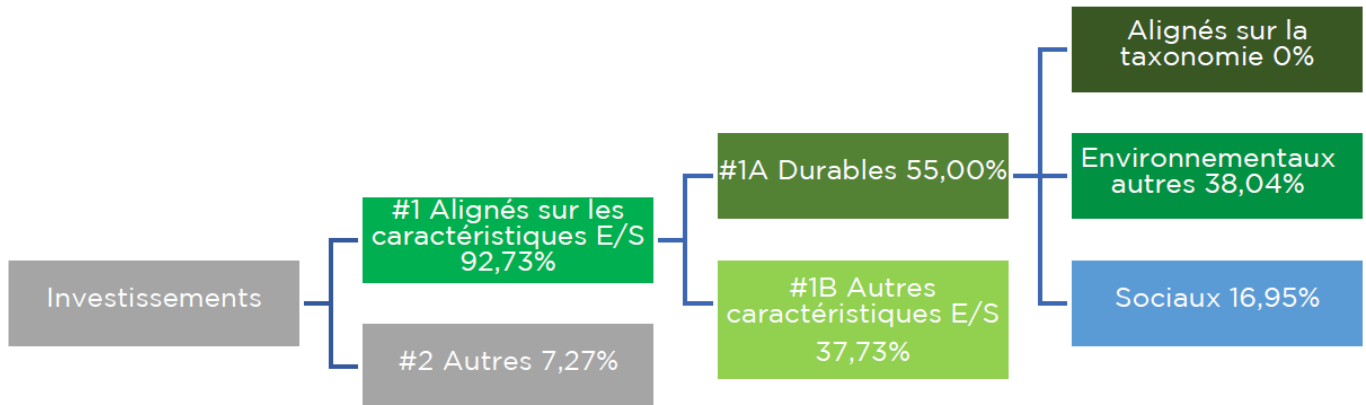 Investissements
#1 Alignés sur les
caractéristiques E/S
92,73%
#2 Autres 7,27%
#1A Durables 55,00%
#1B Autres
caractéristiques E/S
37,73%
Alignés sur la
taxonomie 0%
Environnementaux
autres 38,04%
Sociaux 16,95%